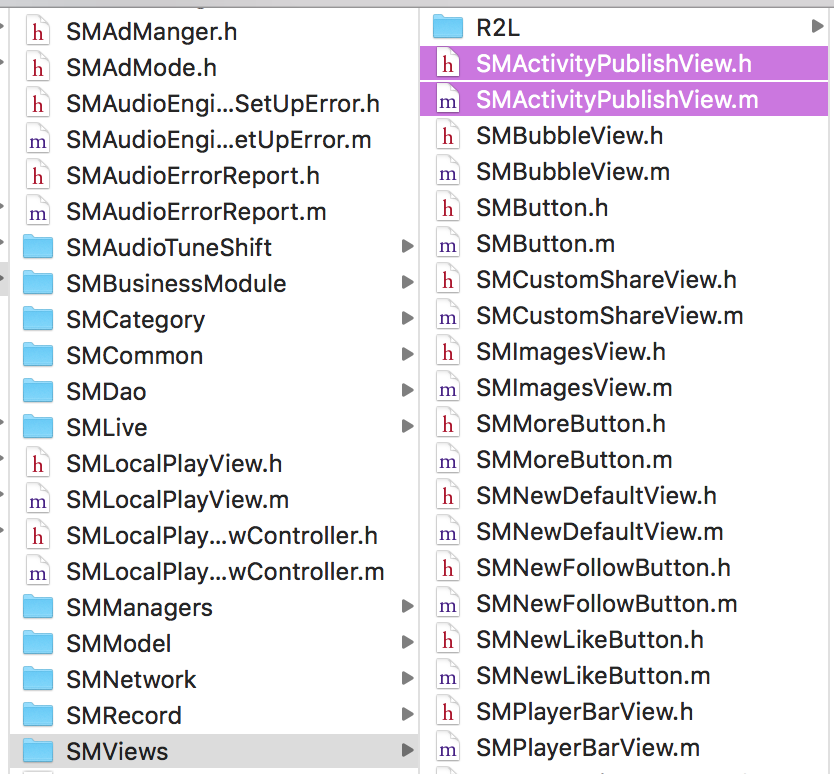 SMAdManger.h
SMAdMode.h
SMAudioEngi...SetUpError.h
SMAudioEngi...etUpError.m
SMAudioErrorReport.h
SMAudioErrorReport.m
SMAudioTuneShift
SMBusinessModule
SMCategory
SMCommon
SMDao
SMLive
SMLocalPlayView.h
SMLocalPlayView.m
SMLocalPlay...wController.h
SMLocalPlay...wController.m
SMManagers
SMModel
SMNetwork
SMRecord
SMViews
R2L
SMActivityPublishView.h
SMActivityPublishView.m
SMBubbleView.h
SMBubbleView.m
SMButton.h
SMButton.m
SMCustomShareView.h
SMCustomShareView.m
SMImagesView.h
SMImagesView.m
SMMoreButton.h
SMMoreButton.m
SMNewDefaultView.h
SMNewDefaultView.m
SMNewFollowButton.h
SMNewFollowButton.m
SMNewLikeButton.h
SMNewLikeButton.m
SMPlayerBarView.h
SMPlayerBarView.m